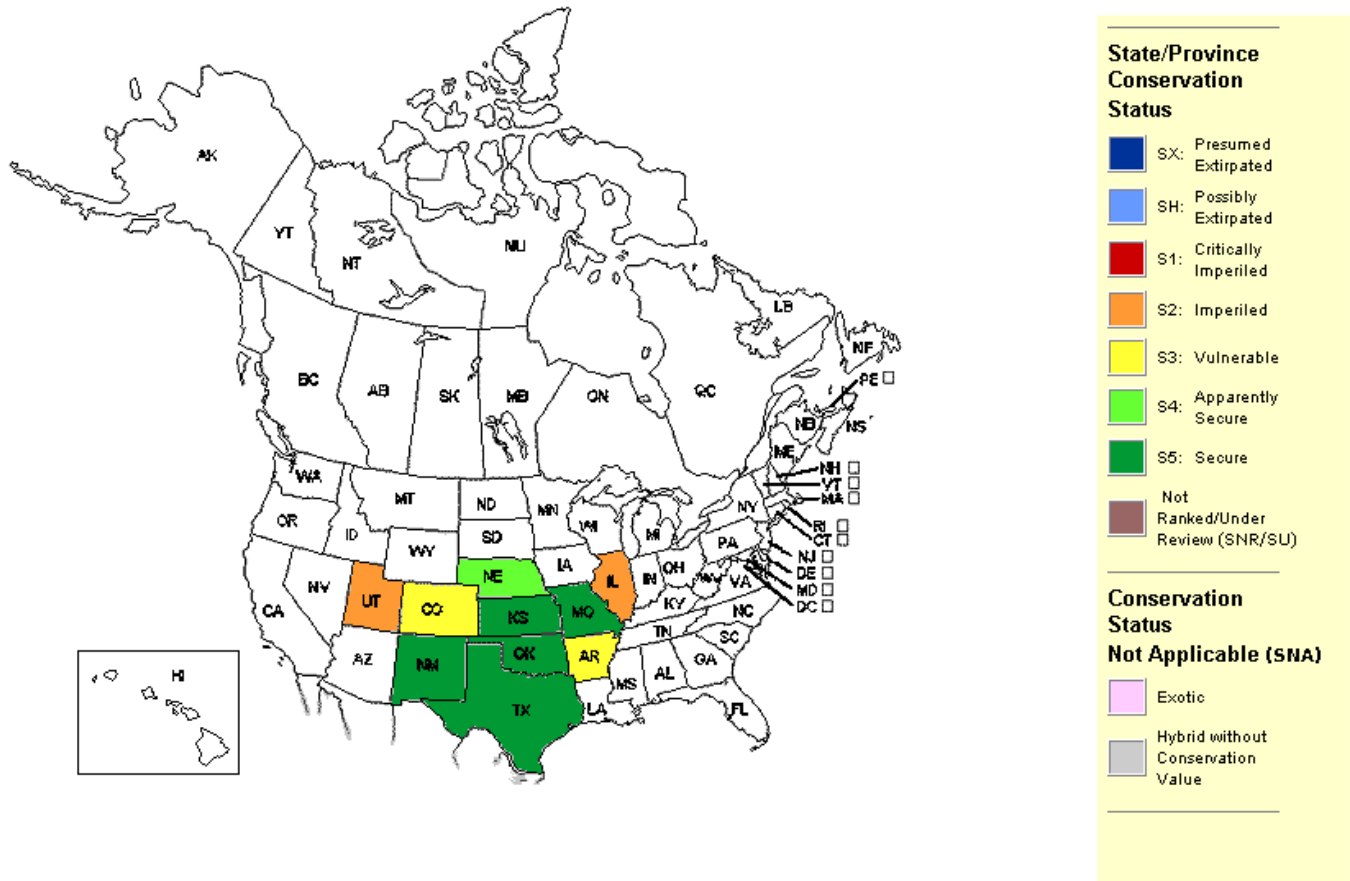 AK
YT
NT
NU
BC
AB
SK
MB
ON
QC
LB
NF
PE
NB
NS
ME
NH
VT
MA
RI
CT
NJ
DE
MD
DC
WA
OR
ID
MT
ND
SD
MN
WI
MI
NY
PA
WY
NE
IA
IL
IN
OH
WV
VA
KY
NC
TN
SC
CA
NV
UT
CO
KS
MO
AZ
NM
OK
AR
TX
LA
MS
AL
GA
FL
HI
State/Province
Conservation
Status
SX: Presumed
Extirpated
SH: Possibly
Extirpated
S1: Critically
Imperiled
S2: Imperiled
S3: Vulnerable
S4: Apparently
Secure
S5: Secure
Not
Ranked/Under
Review (SNR/SU)
Conservation
Status
Not Applicable (SNA)
Exotic
Hybrid without
Conservation
Value